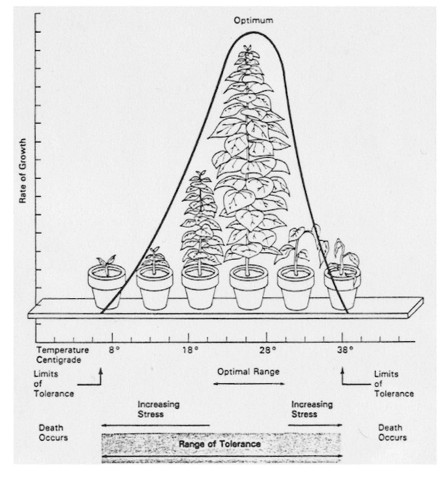 Optimum
Rate of Growth
Temperature
Centigrade
8°
18°
28°
38°
Limits
of
Tolerance
Optimal Range
Limits
of
Tolerance
Increasing
Stress
Increasing
Stress
Death
Occurs
Death
Occurs
Range of Tolerance